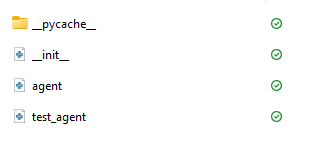 __pycache__
__init__
agent
test_agent